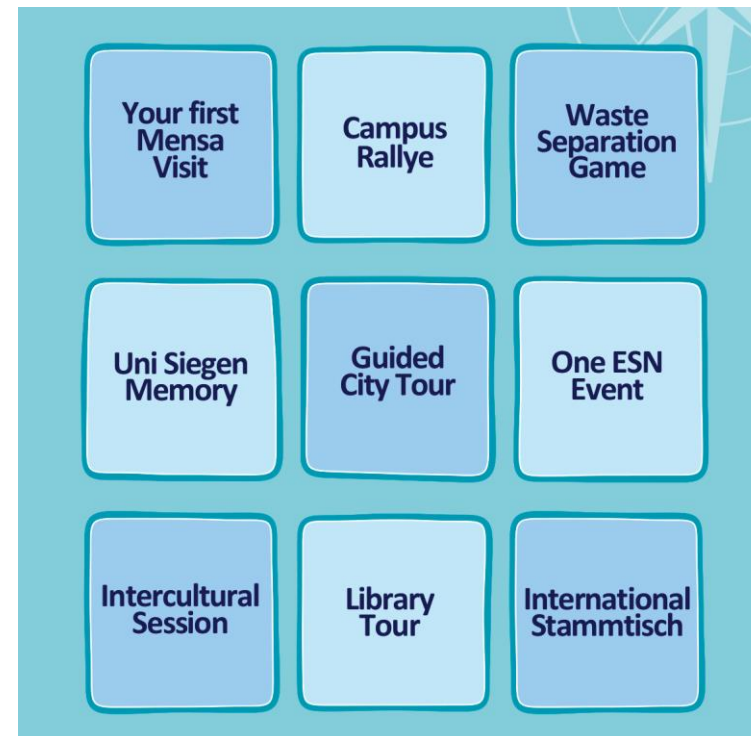 Your first
Mensa
Visit
Campus
Rallye
Waste
Separation
Game
Uni Siegen
Memory
Guided
City Tour
One ESN
Event
Intercultural
Session
Library
Tour
International
Stammtisch